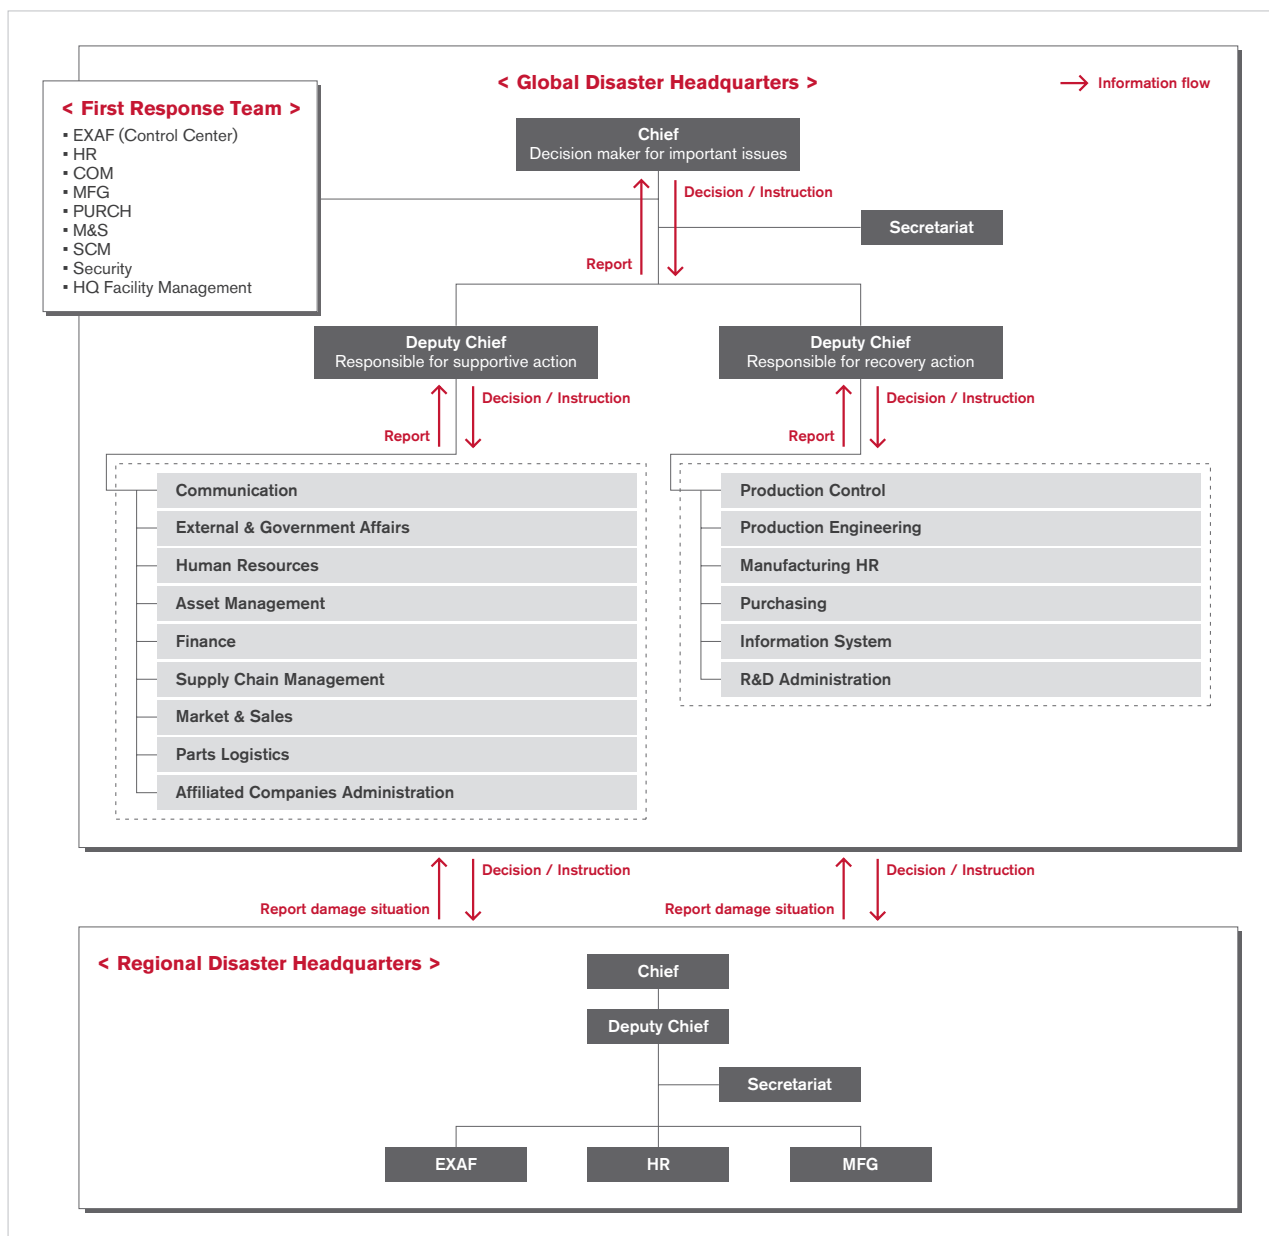 < Global Disaster Headquarters >
Information flow
< First Response Team >
▪ EXAF (Control Center)
▪ HR
▪ COM
▪ MFG
▪ PURCH
▪ M&S
▪ SCM
▪ Security
▪ HQ Facility Management
Chief
Decision maker for important issues
Decision / Instruction
Report
Secretariat
Deputy Chief
Responsible for supportive action
Deputy Chief
Responsible for recovery action
Decision / Instruction
Report
Decision / Instruction
Report
Communication
External & Government Affairs
Human Resources
Asset Management
Finance
Supply Chain Management
Market & Sales
Parts Logistics
Affiliated Companies Administration
Production Control
Production Engineering
Manufacturing HR
Purchasing
Information System
R&D Administration
Decision / Instruction
Report damage situation
Decision / Instruction
Report damage situation
< Regional Disaster Headquarters >
Chief
Deputy Chief
Secretariat
EXAF
HR
MFG